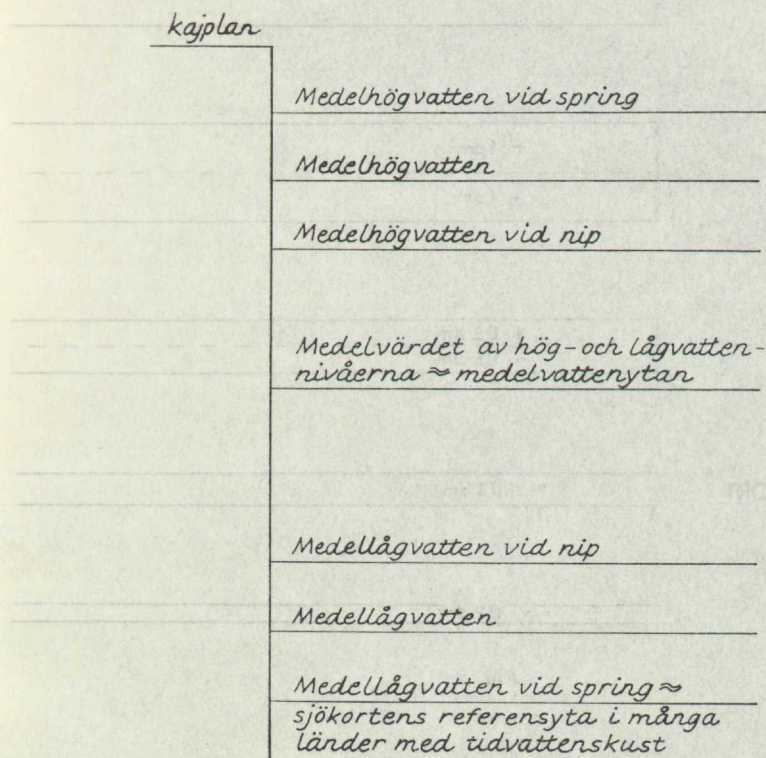 kajplan
Medelhögvatten vid spring
Medelhögvatten
Medelhögvatten vid nip
Medelvärdet av hög- och lågvatten-
nivåerna ≈ medelvattenytan
Medellågvatten vid nip
Medellågvatten
Medellågvatten vid spring ≈
sjökortens referensyta i många
länder med tidvattenskust